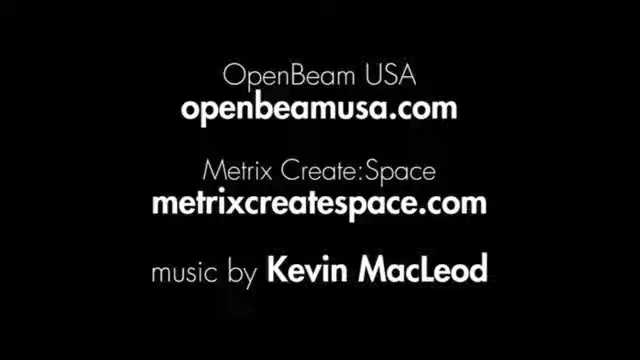 OpenBeam USA
openbeamusa.com
Metrix Create:Space
metrixcreatespace.com
music by Kevin MacLeod